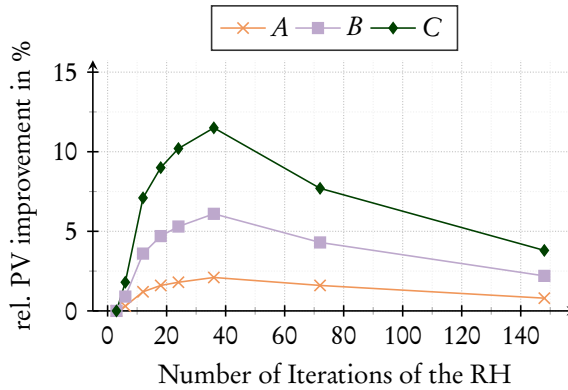 A B C
rel. PV improvement in %
15
10
5
0
0 20 40 60 80 100 120 140
Number of Iterations of the RH